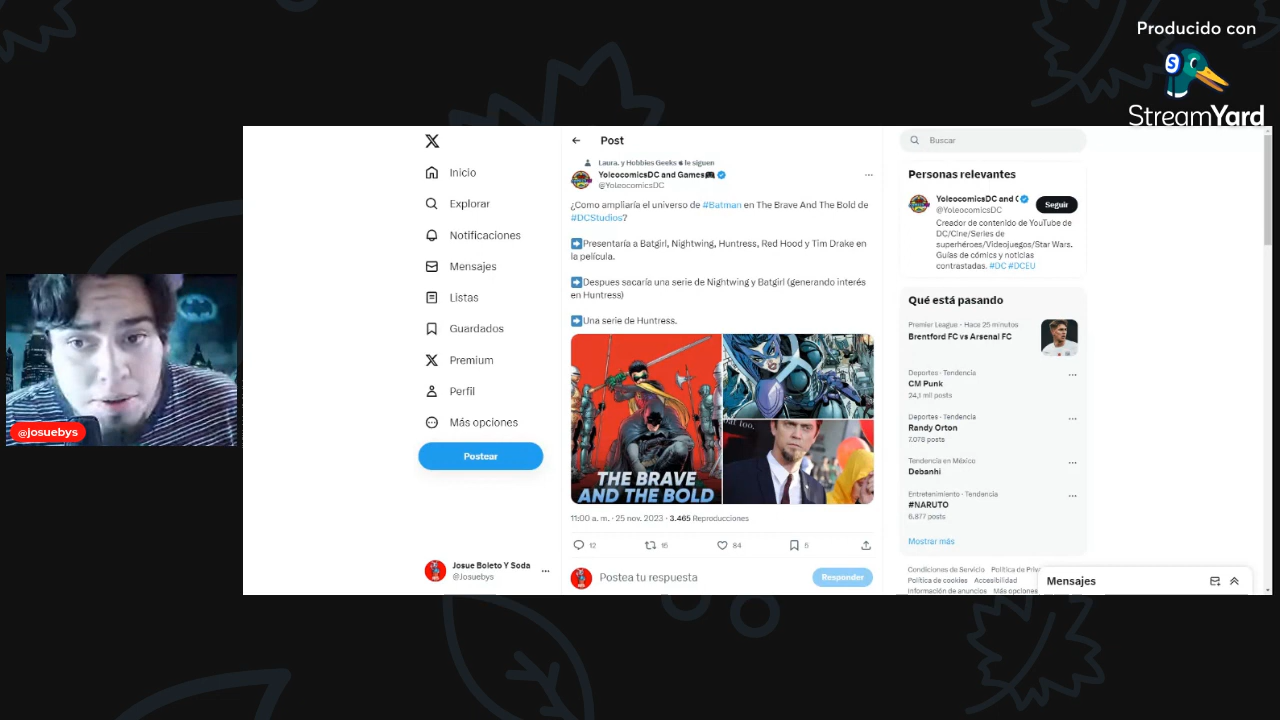 Producido con
StreamYard
@josuebys
Inicio
Explorar
Notificaciones
Mensajes
Listas
Guardados
Premium
Perfil
Más opciones
Postear
Josue Boleto Y Soda
@Josuebys
Post
Laura. y Hobbies Geeks le siguen
YoleocomicsDC and Games
@YoleocomicsDC
¿Como ampliaría el universo de #Batman en The Brave And The Bold de
#DCStudios?
Presentaría a Batgirl, Nightwing, Huntress, Red Hood y Tim Drake en
la película.
Despues sacaría una serie de Nightwing y Batgirl (generando interés
en Huntress)
Una serie de Huntress.
THE BRAVE
AND THE BOLD
too.
11:00 a. m. · 25 nov. 2023 · 3.465 Reproducciones
12
15
84
5
Postea tu respuesta
Responder
Buscar
Personas relevantes
YoleocomicsDC and G
@YoleocomicsDC
Seguir
Creador de contenido de YouTube de
DC/Cine/Series de
superhéroes/Videojuegos/Star Wars.
Guías de cómics y noticias
contrastadas. #DC #DCEU
Qué está pasando
Premier League · Hace 25 minutos
Brentford FC vs Arsenal FC
Deportes · Tendencia
CM Punk
24,1 mil posts
Deportes · Tendencia
Randy Orton
7.078 posts
Tendencia en México
Debanhi
Entretenimiento · Tendencia
#NARUTO
6.877 posts
Mostrar más
Condiciones de Servicio Política de Priv
Política de cookies Accesibilidad
Información de anuncios Más opciones
Mensajes